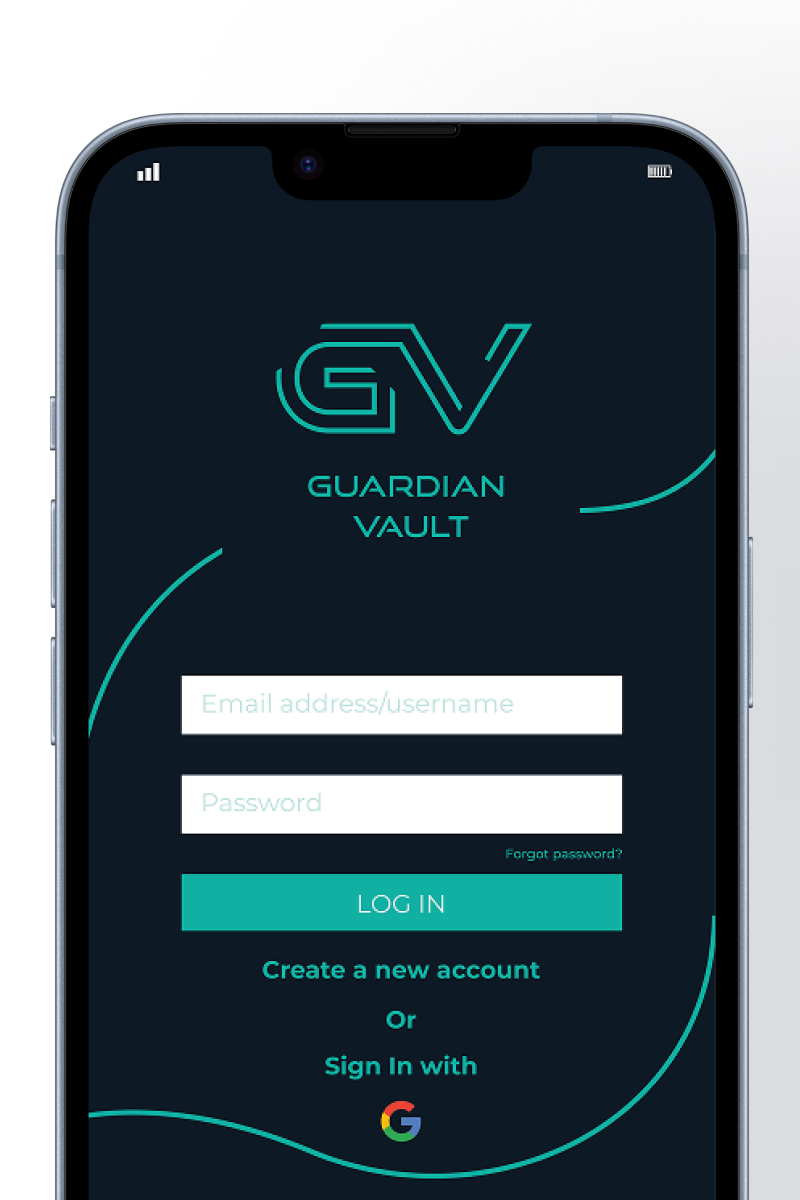 GV
GUARDIAN
VAULT
Email address/username
Password
Forgot password?
LOG IN
Create a new account
Or
Sign In with
G